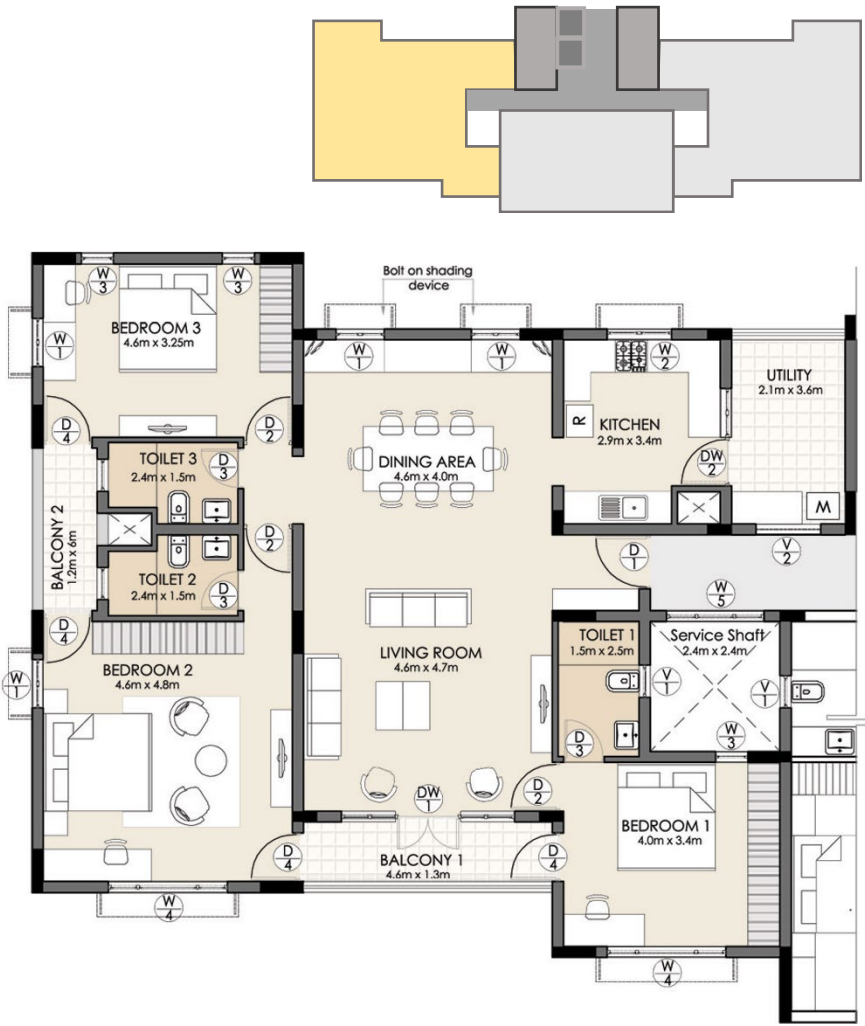 Bolt on shading
device
W
3
W
3
BEDROOM 3
4.6m x 3.25m
W
1
W
1
W
1
W
2
UTILITY
2.1m x 3.6m
R
KITCHEN
2.9m x 3.4m
D
4
D
2
DINING AREA
4.6m x 4.0m
DW
2
TOILET 3
2.4m x 1.5m
D
3
M
BALCONY 2
1.2m x 6m
D
2
D
1
V
2
TOILET 2
2.4m x 1.5m
D
3
W
5
D
4
TOILET 1
1.5m x 2.5m
Service Shaft
2.4m x 2.4m
LIVING ROOM
4.6m x 4.7m
BEDROOM 2
4.6m x 4.8m
W
1
V
1
V
1
D
3
W
3
D
2
DW
1
BEDROOM 1
4.0m x 3.4m
D
4
BALCONY 1
4.6m x 1.3m
D
4
W
4
W
4